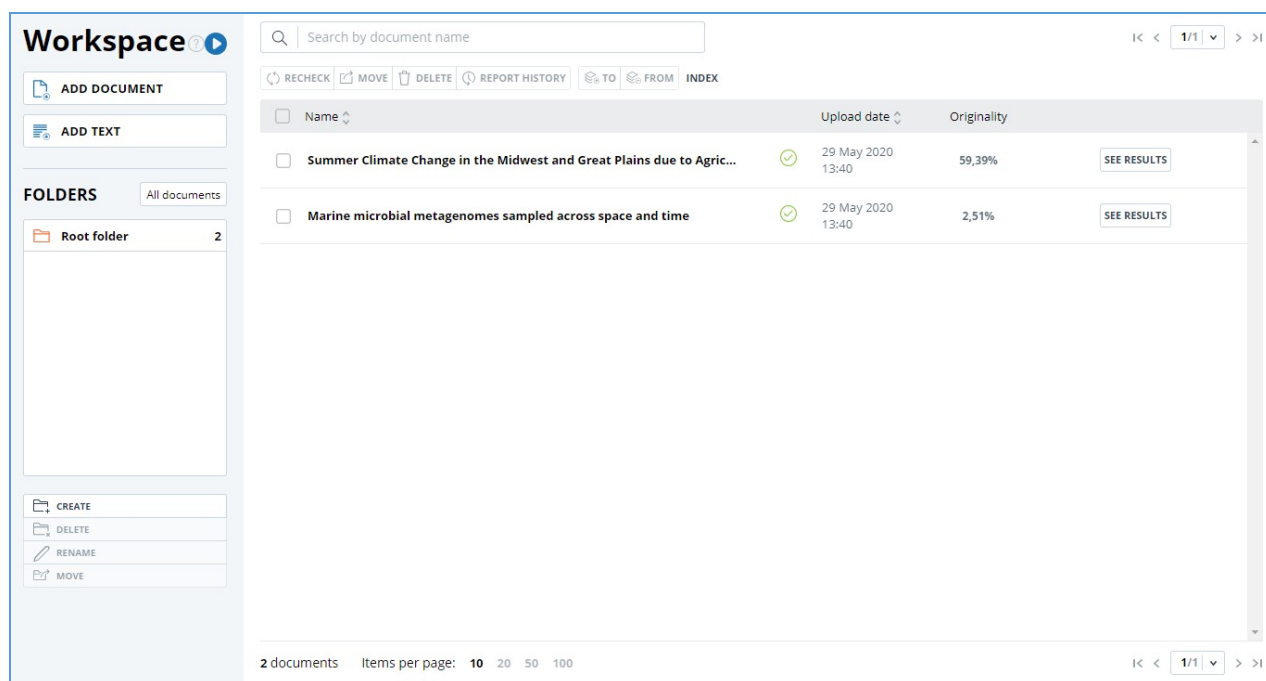 Workspace
ADD DOCUMENT
ADD TEXT
FOLDERS All documents
Root folder 2
CREATE
DELETE
RENAME
MOVE
Search by document name
1/1
RECHECK MOVE DELETE REPORT HISTORY TO FROM INDEX
Name Upload date Originality
Summer Climate Change in the Midwest and Great Plains due to Agric... 29 May 2020 13:40 59,39% SEE RESULTS
Marine microbial metagenomes sampled across space and time 29 May 2020 13:40 2,51% SEE RESULTS
2 documents Items per page: 10 20 50 100
1/1